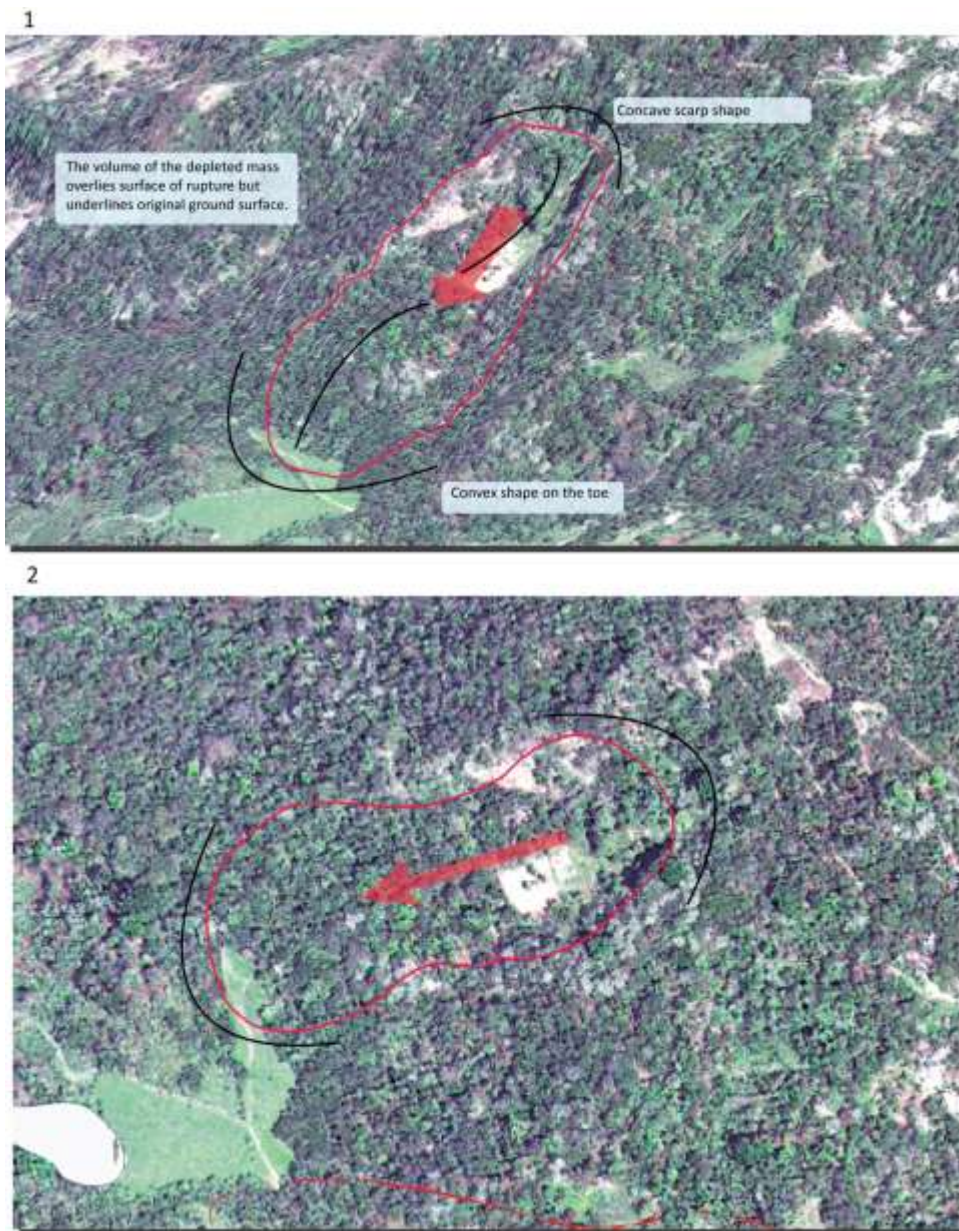 1
Concave scarp shape
The volume of the depleted mass
overlies surface of rupture but
underlines original ground surface.
Convex shape on the toe
2